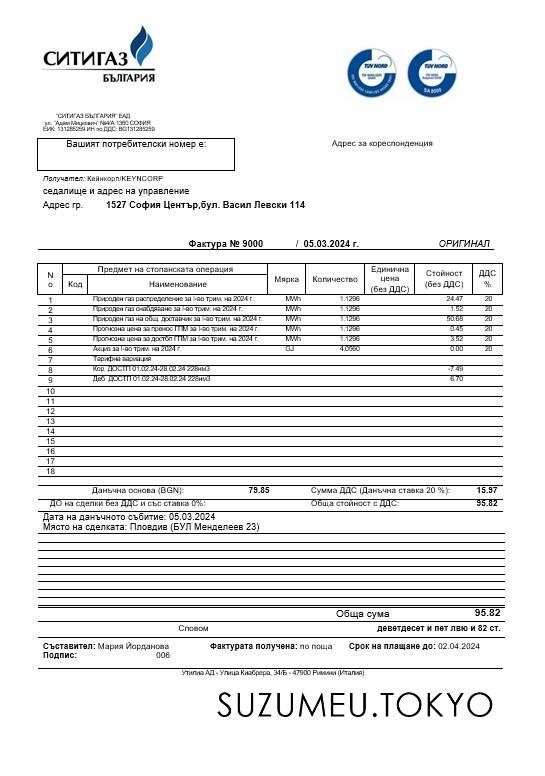 СИТИГАЗ
БЪЛГАРИЯ
TUV NORD
TUV NORD
SA 8000
"СИТИГАЗ БЪЛГАРИЯ" ЕАД
ул. "Адам Мицкевич" №4/А 1360 СОФИЯ
ЕИК: 131285259 ИН по ДДС: BG131285259
Вашият потребителски номер е:
Адрес за кореспонденция
Получател: Кейнкорп/KEYNCORP
седалище и адрес на управление
Адрес гр. 1527 София Център,бул. Васил Левски 114
Фактура № 9000 / 05.03.2024 г. ОРИГИНАЛ
N o Предмет на стопанската операция Мярка Количество Единична цена (без ДДС) Стойност (без ДДС) ДДС %
Код Наименование
1 Природен газ разпределение за I-во трим. на 2024 г. MWh 1.1296 24.47 20
2 Природен газ снабдяване за I-во трим. на 2024 г. MWh 1.1296 1.52 20
3 Природен газ на общ. доставчик за I-во трим. на 2024 г. MWh 1.1296 50.68 20
4 Прогнозна цена за пренос ГПМ за I-во трим. на 2024 г. MWh 1.1296 0.45 20
5 Прогнозна цена за достъп ГПМ за I-во трим. на 2024 г. MWh 1.1296 3.52 20
6 Акциз за I-во трим. на 2024 г. GJ 4.0560 0.00 20
7 Тарифна вариация
8 Кор. ДОСТП 01.02.24-28.02.24 228нм3 -7.49
9 Деб. ДОСТП 01.02.24-28.02.24 228нм3 6.70
10
11
12
13
14
15
16
17
18
Данъчна основа (BGN): 79.85 Сумма ДДС (Данъчна ставка 20 %): 15.97
ДО на сделки без ДДС и със ставка 0%: Обща стойност с ДДС: 95.82
Дата на данъчното събитие: 05.03.2024
Място на сделката: Пловдив (БУЛ Менделеев 23)
Обща сума 95.82
Словом деветдесет и пет лвю и 82 ст.
Съставител: Мария Йорданова Фактурата получена: по поща Срок на плащане до: 02.04.2024
Подпис: 006
Утилиа АД - Улица Киабрера, 34/Б - 47900 Римини (Италия)
SUZUMEU.TOKYO